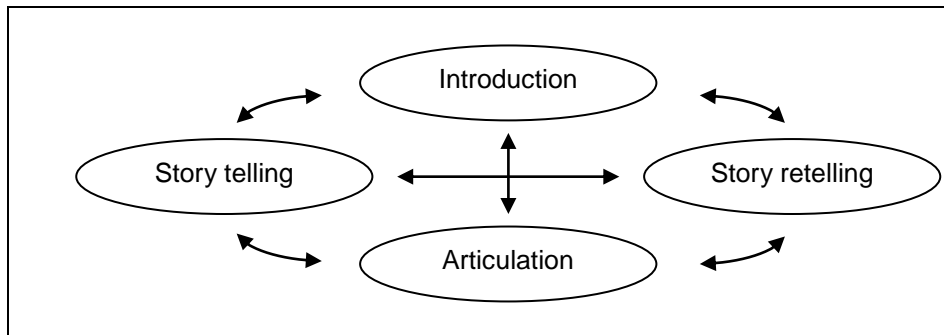 Introduction
Story telling
Story retelling
Articulation